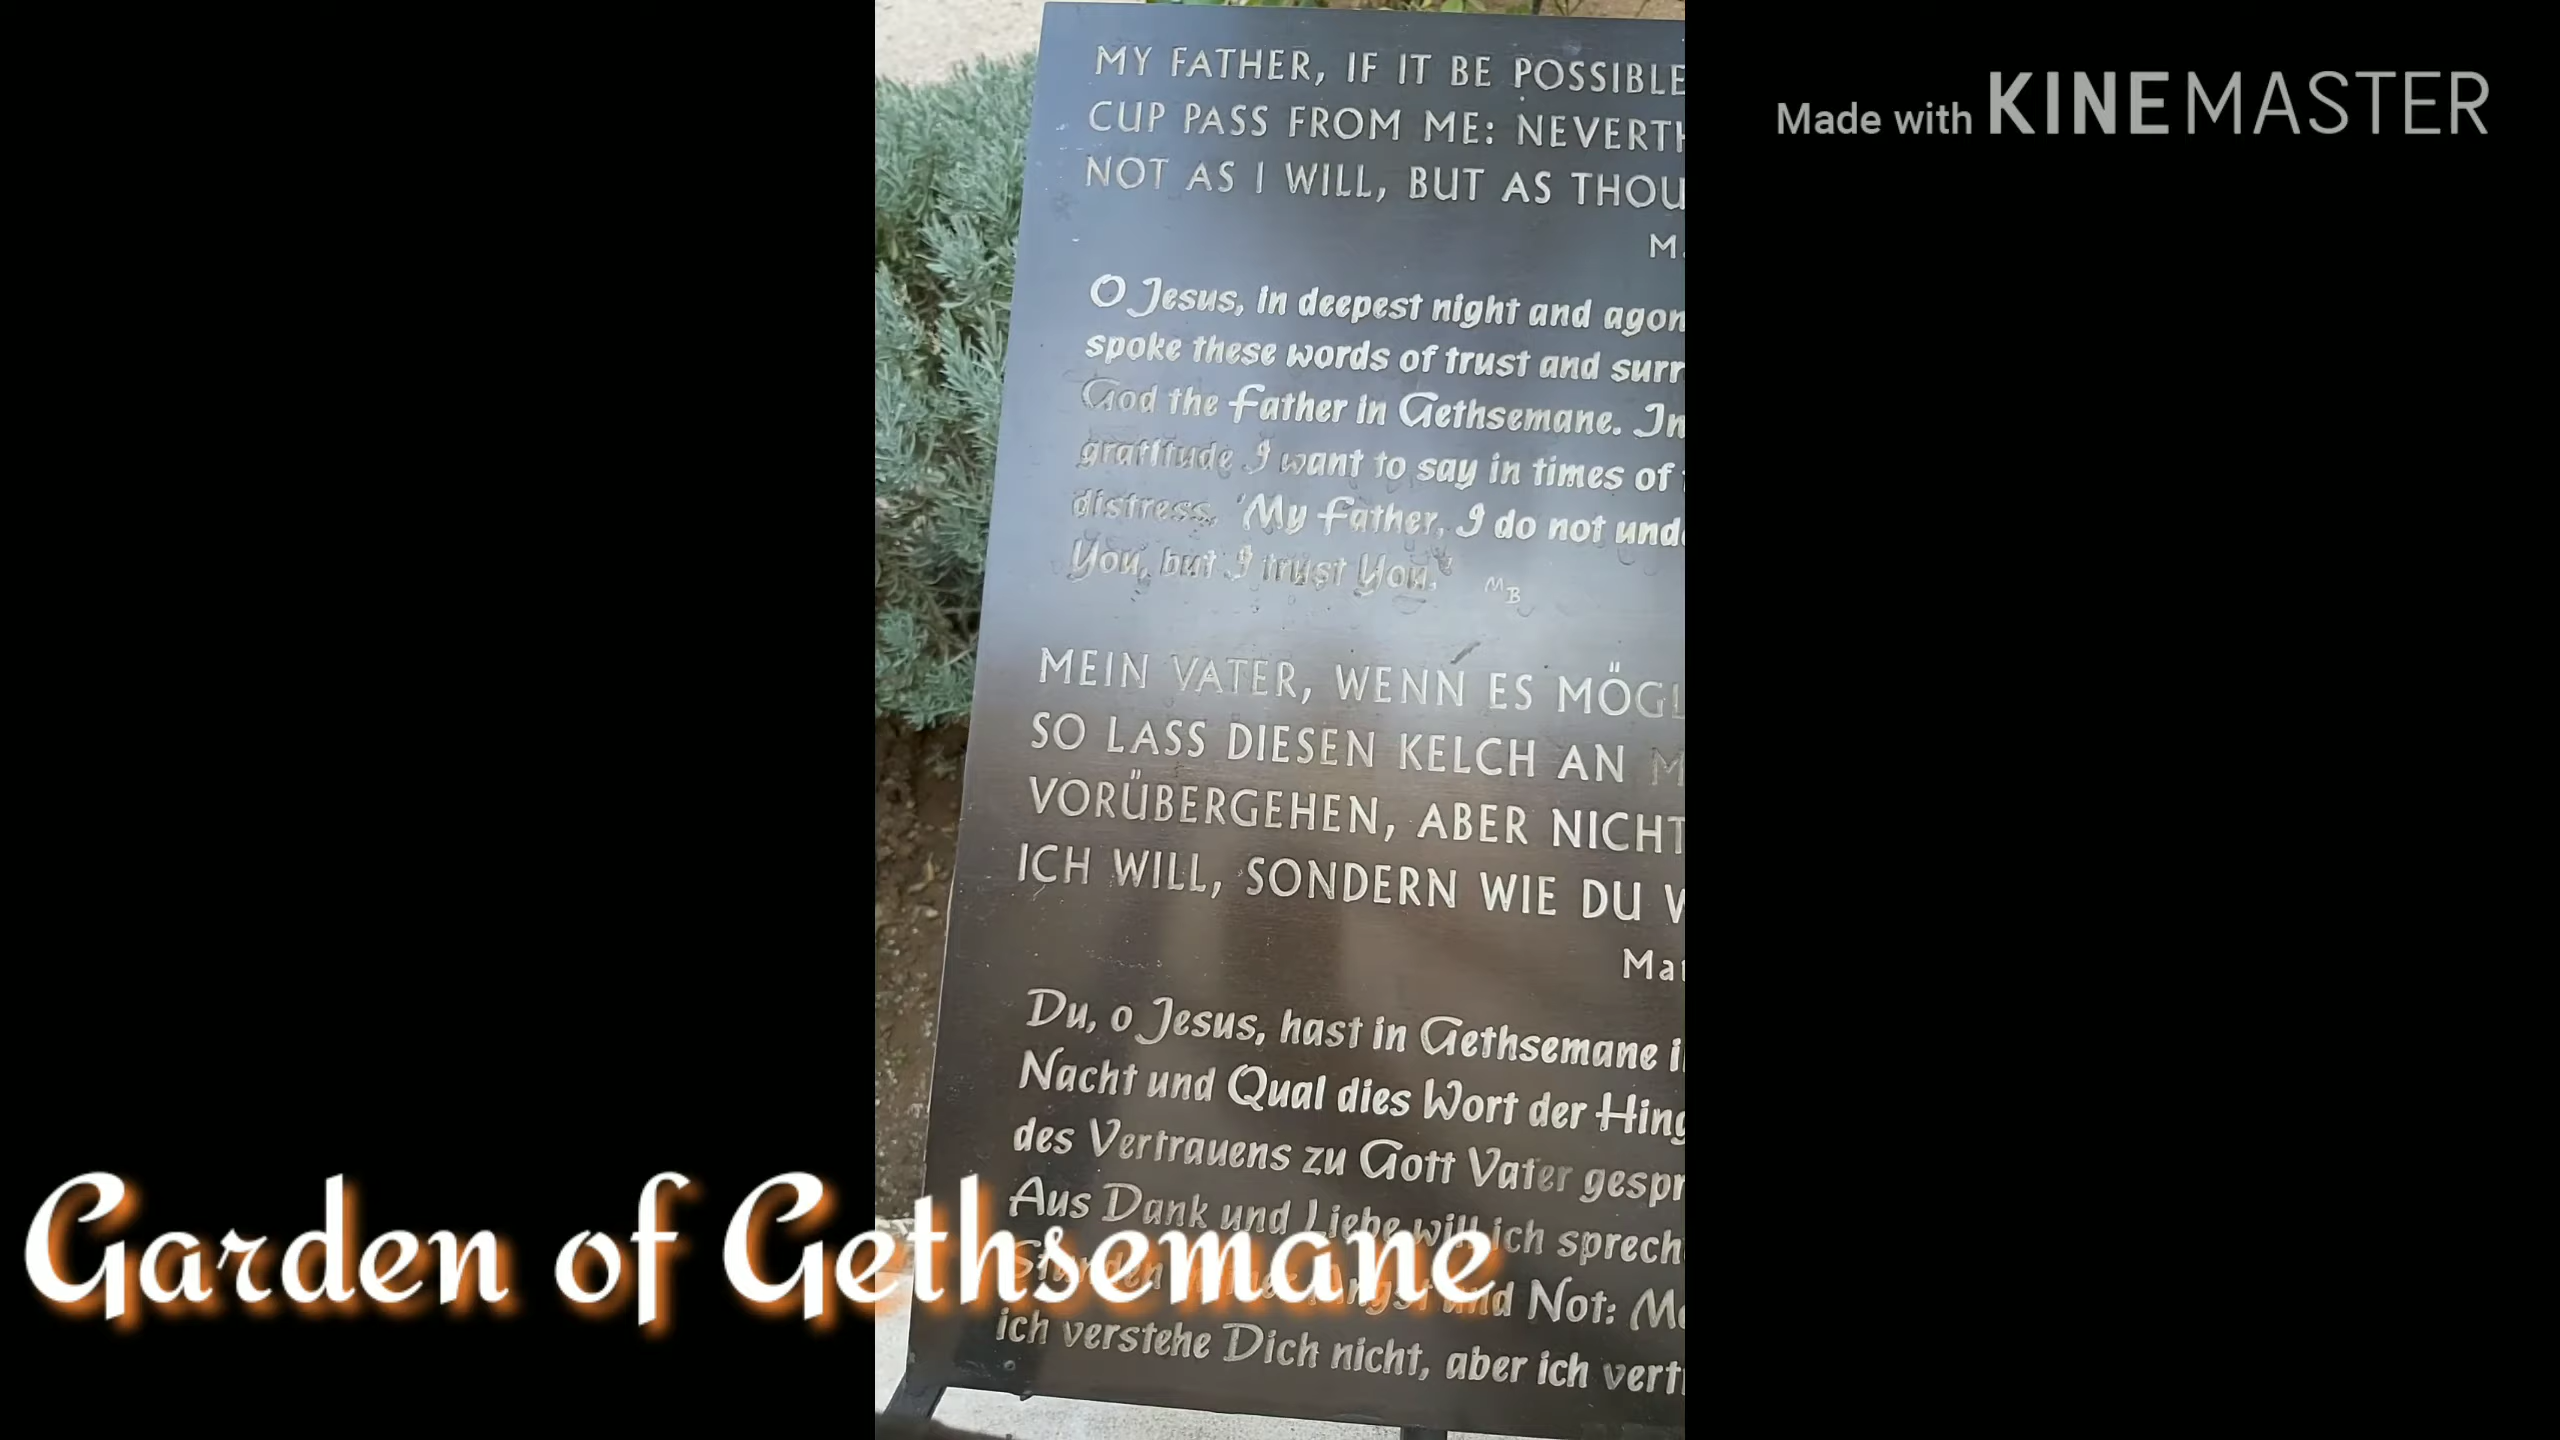 Made with KINEMASTER
MY FATHER, IF IT BE POSSIBLE
CUP PASS FROM ME: NEVERTH
NOT AS I WILL, BUT AS THOU
M.
O Jesus, in deepest night and agon
spoke these words of trust and surr
God the Father in Gethsemane. In
gratitude I want to say in times of
distress, 'My Father, I do not unde
You, but I trust You.' MB
MEIN VATER, WENN ES MÖGL
SO LASS DIESEN KELCH AN M
VORÜBERGEHEN, ABER NICHT
ICH WILL, SONDERN WIE DU W
Mat
Du, o Jesus, hast in Gethsemane i
Nacht und Qual dies Wort der Hing
des Vertrauens zu Gott Vater gespr
Aus Dank und Liebe will ich sprech
Stunden Angst und Not: Me
ich verstehe Dich nicht, aber ich vert
Garden of Gethsemane